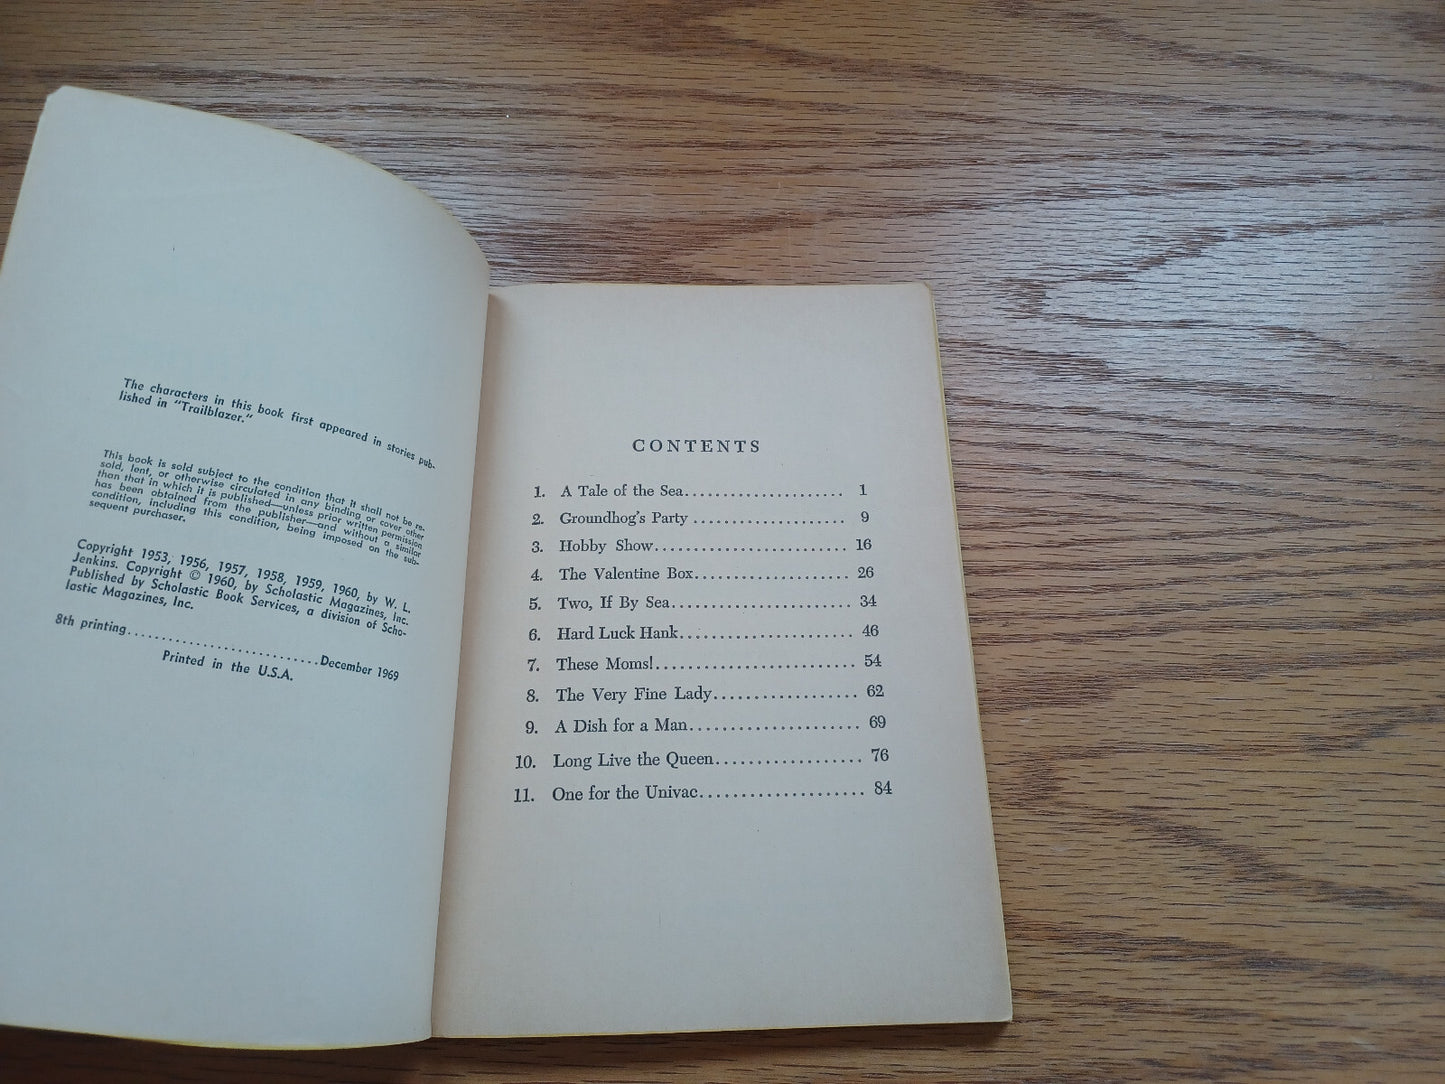 The characters in this book first appeared in stories pub-
lished in "Trailblazer."
This book is sold subject to the condition that it shall not be re-
sold, lent, or otherwise circulated in any binding or cover other
than that in which it is published—unless prior written permission
has been obtained from the publisher—and without a similar
condition, including this condition, being imposed on the sub-
sequent purchaser.
Copyright 1953, 1956, 1957, 1958, 1959, 1960, by W. L.
Jenkins. Copyright © 1960, by Scholastic Magazines, Inc.
Published by Scholastic Book Services, a division of Scho-
lastic Magazines, Inc.
8th printing............................December 1969
Printed in the U.S.A.
CONTENTS
1. A Tale of the Sea..................... 1
2. Groundhog's Party .................... 9
3. Hobby Show........................ 16
4. The Valentine Box................... 26
5. Two, If By Sea...................... 34
6. Hard Luck Hank..................... 46
7. These Moms!........................ 54
8. The Very Fine Lady.................. 62
9. A Dish for a Man..................... 69
10. Long Live the Queen.................. 76
11. One for the Univac.................... 84